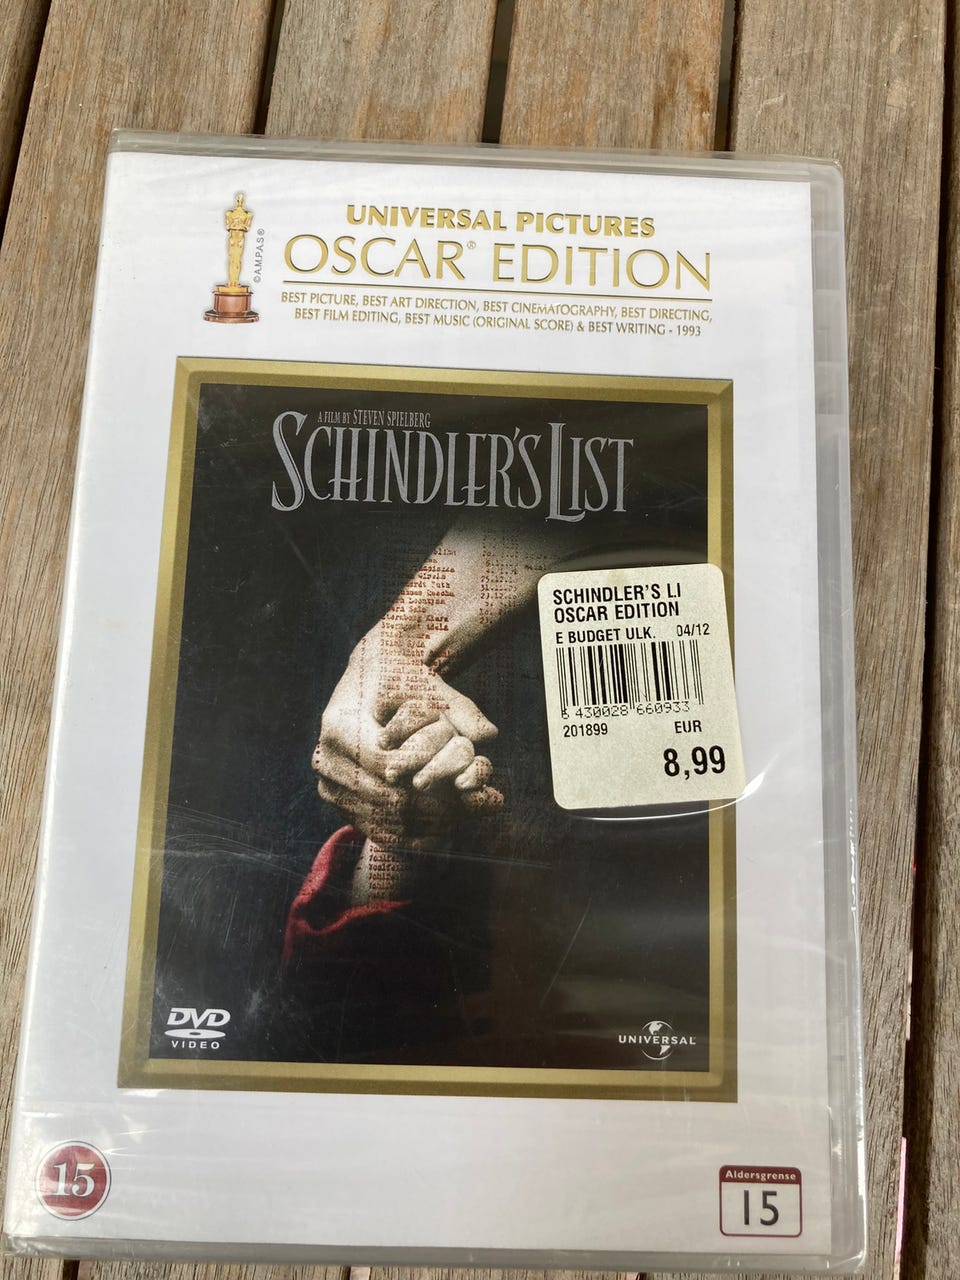 ©A.M.P.A.S®
UNIVERSAL PICTURES
OSCAR® EDITION
BEST PICTURE, BEST ART DIRECTION, BEST CINEMATOGRAPHY, BEST DIRECTING,
BEST FILM EDITING, BEST MUSIC (ORIGINAL SCORE) & BEST WRITING - 1993
A FILM BY STEVEN SPIELBERG
SCHINDLER'S LIST
SCHINDLER'S LI
OSCAR EDITION
E BUDGET ULK. 04/12
6 430028 660933
201899 EUR
8,99
DVD
VIDEO
UNIVERSAL
15
Aldersgrense
15